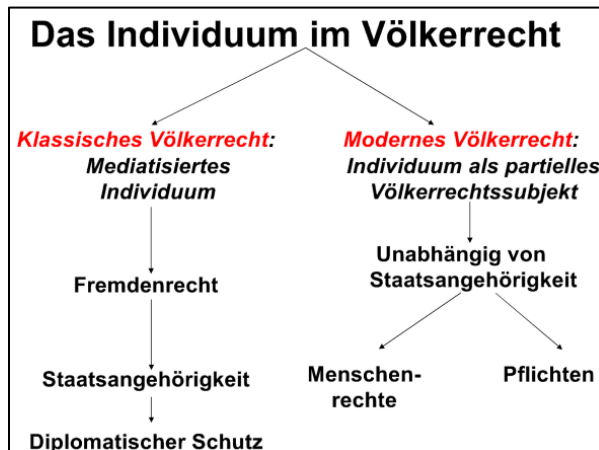 Das Individuum im Völkerrecht
Klassisches Völkerrecht:
Mediatisiertes
Individuum
Fremdenrecht
Staatsangehörigkeit
Diplomatischer Schutz
Modernes Völkerrecht:
Individuum als partielles
Völkerrechtssubjekt
Unabhängig von
Staatsangehörigkeit
Menschen-
rechte
Pflichten